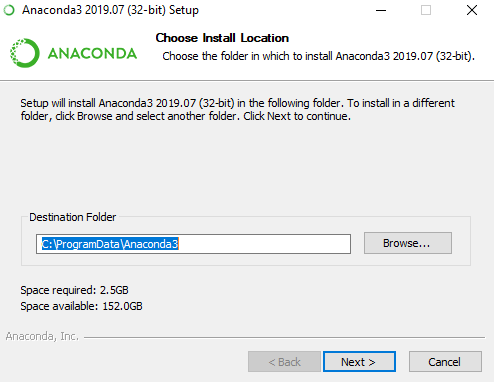 Anaconda3 2019.07 (32-bit) Setup
ANACONDA
Choose Install Location
Choose the folder in which to install Anaconda3 2019.07 (32-bit).
Setup will install Anaconda3 2019.07 (32-bit) in the following folder. To install in a different
folder, click Browse and select another folder. Click Next to continue.
Destination Folder
C:\ProgramData\Anaconda3
Browse...
Space required: 2.5GB
Space available: 152.0GB
Anaconda, Inc.
< Back
Next >
Cancel